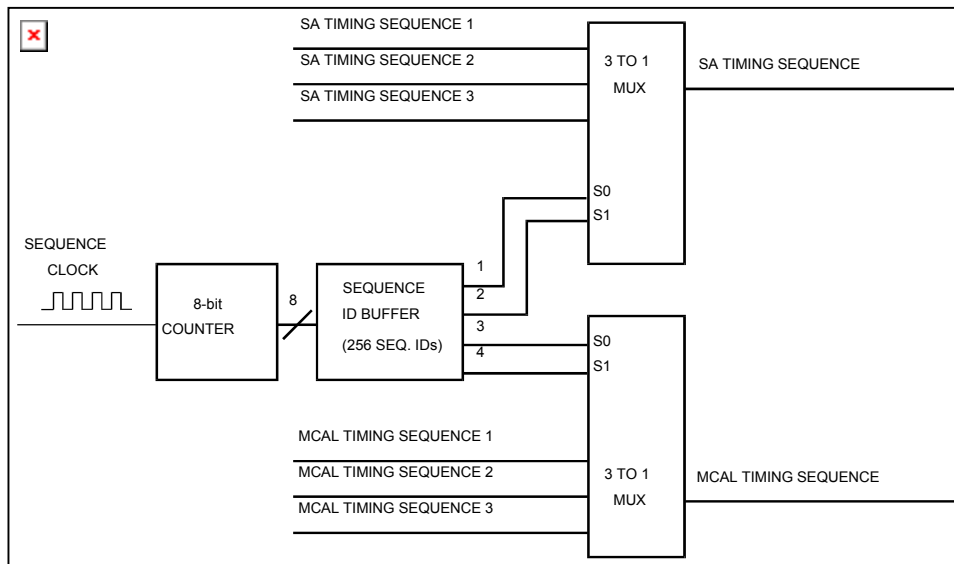 SA TIMING SEQUENCE 1
SA TIMING SEQUENCE 2
SA TIMING SEQUENCE 3
3 TO 1
MUX
SA TIMING SEQUENCE
S0
S1
SEQUENCE
CLOCK
8-bit
COUNTER
8
SEQUENCE
ID BUFFER
(256 SEQ. IDs)
1
2
3
4
S0
S1
MCAL TIMING SEQUENCE 1
MCAL TIMING SEQUENCE 2
MCAL TIMING SEQUENCE 3
3 TO 1
MUX
MCAL TIMING SEQUENCE